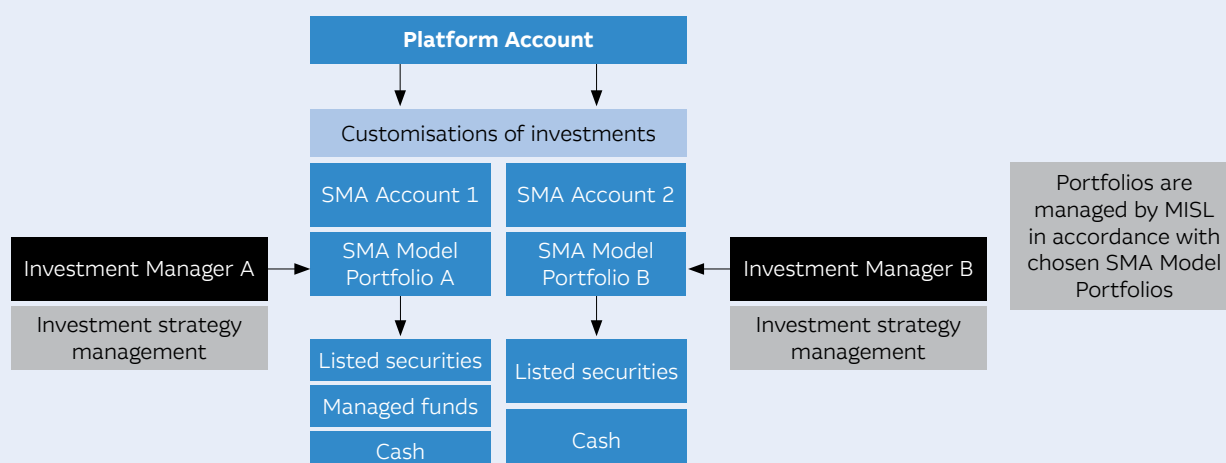 Platform Account
Customisations of investments
SMA Account 1
SMA Account 2
Portfolios are
managed by MISL
in accordance with
chosen SMA Model
Portfolios
Investment Manager A
SMA Model
Portfolio A
SMA Model
Portfolio B
Investment Manager B
Investment strategy
management
Investment strategy
management
Listed securities
Managed funds
Cash
Listed securities
Cash